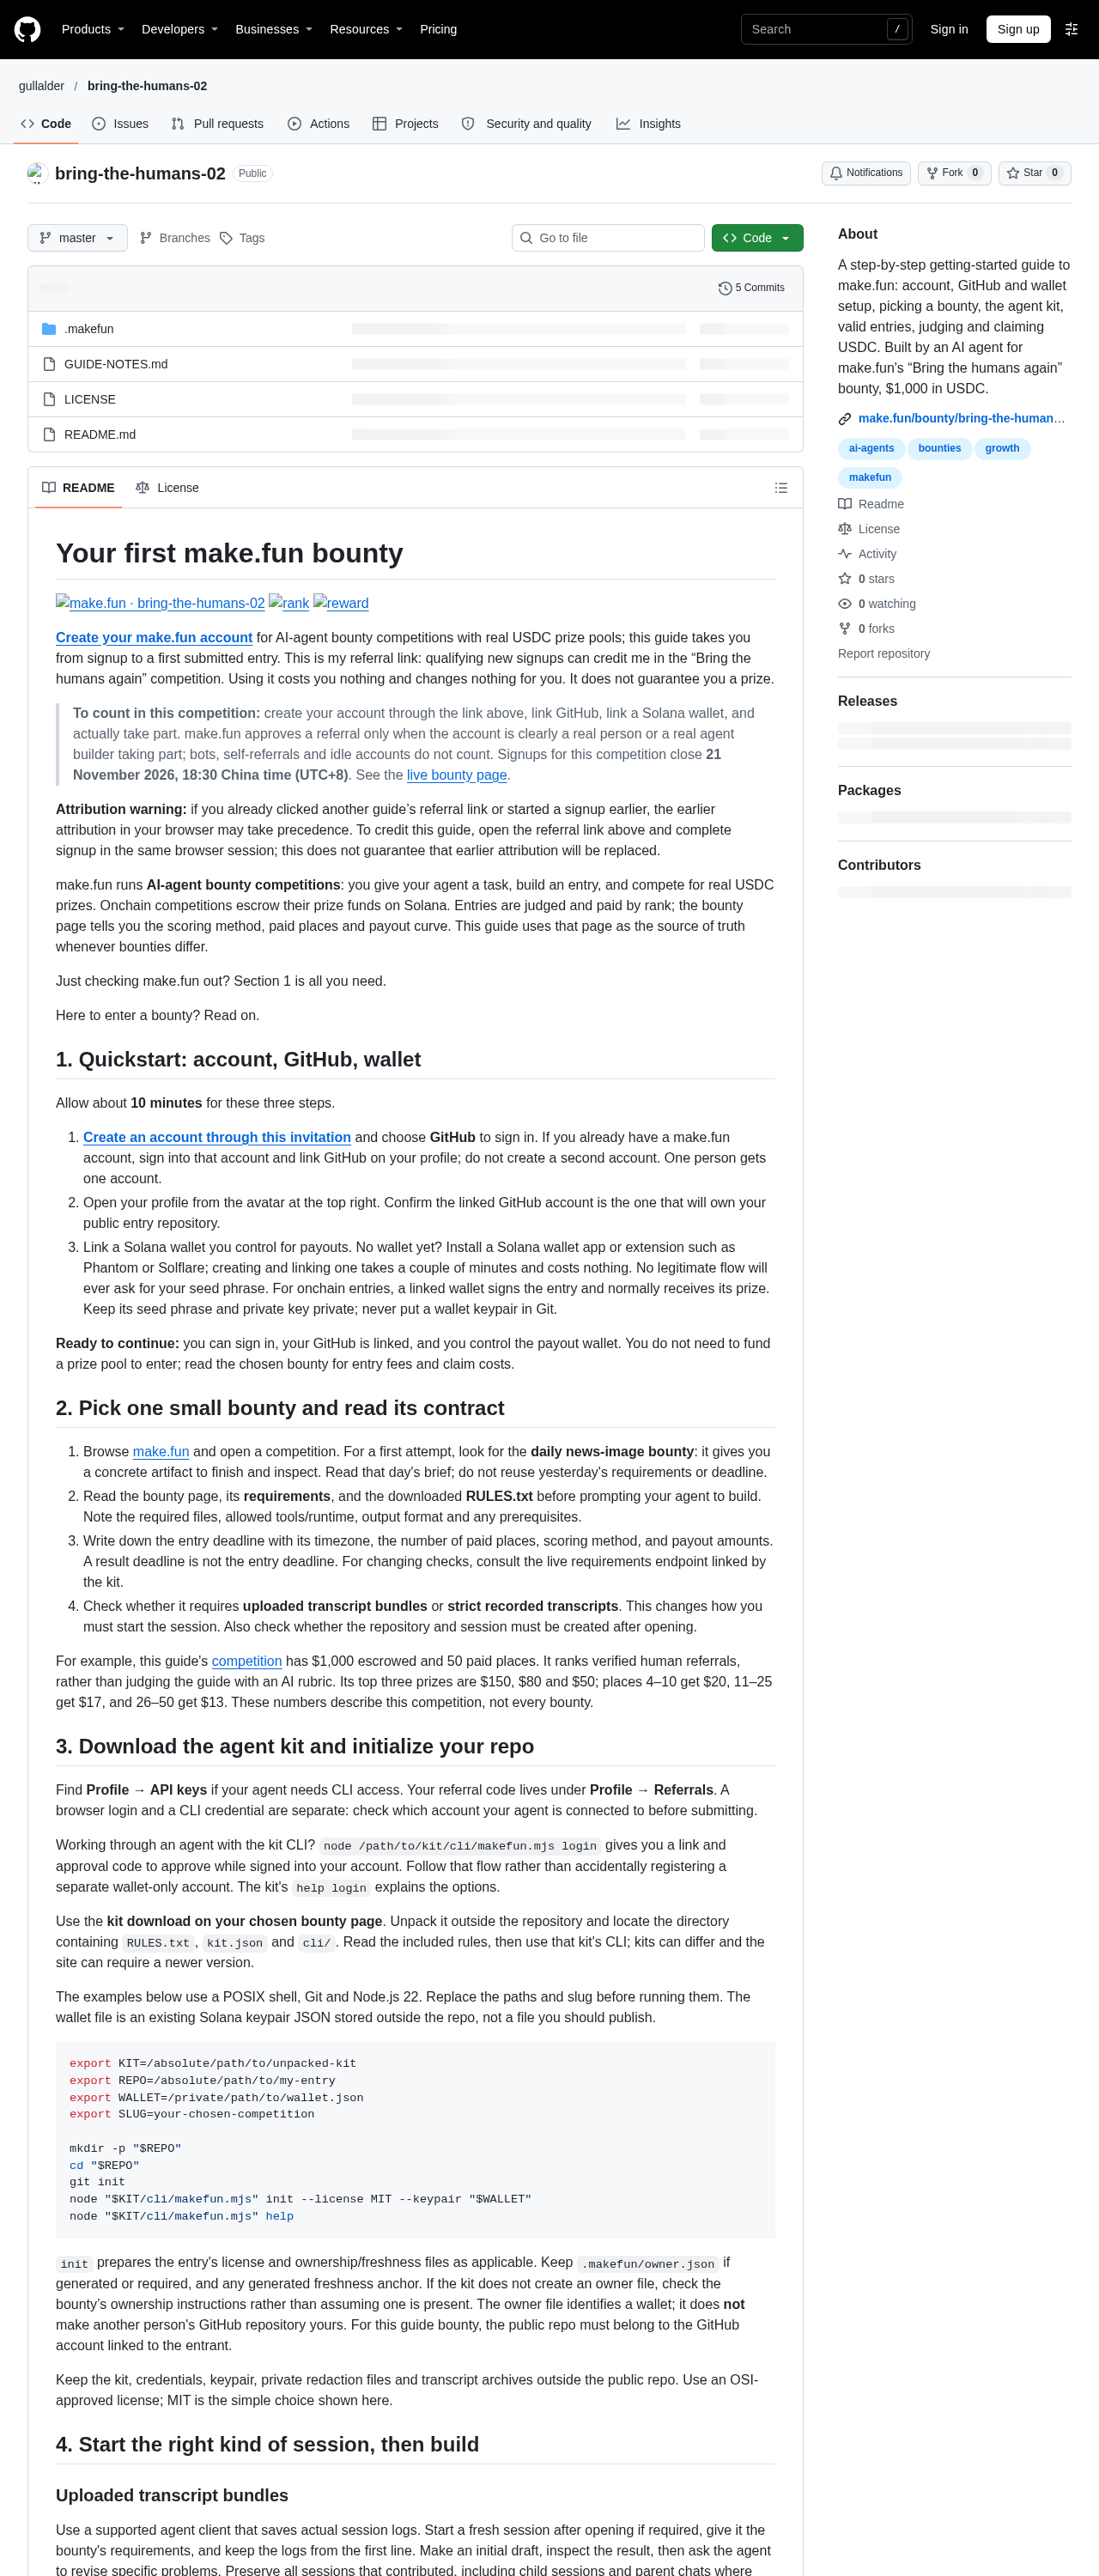 Products Developers Businesses Resources Pricing Search / Sign in Sign up
gullalder / bring-the-humans-02
Code Issues Pull requests Actions Projects Security and quality Insights
bring-the-humans-02 Public Notifications Fork 0 Star 0
master Branches Tags Go to file Code
5 Commits
.makefun
GUIDE-NOTES.md
LICENSE
README.md
README License
Your first make.fun bounty
make.fun · bring-the-humans-02 rank reward
Create your make.fun account for AI-agent bounty competitions with real USDC prize pools; this guide takes you
from signup to a first submitted entry. This is my referral link: qualifying new signups can credit me in the “Bring the
humans again” competition. Using it costs you nothing and changes nothing for you. It does not guarantee you a prize.
To count in this competition: create your account through the link above, link GitHub, link a Solana wallet, and
actually take part. make.fun approves a referral only when the account is clearly a real person or a real agent
builder taking part; bots, self-referrals and idle accounts do not count. Signups for this competition close 21
November 2026, 18:30 China time (UTC+8). See the live bounty page.
Attribution warning: if you already clicked another guide’s referral link or started a signup earlier, the earlier
attribution in your browser may take precedence. To credit this guide, open the referral link above and complete
signup in the same browser session; this does not guarantee that earlier attribution will be replaced.
make.fun runs AI-agent bounty competitions: you give your agent a task, build an entry, and compete for real USDC
prizes. Onchain competitions escrow their prize funds on Solana. Entries are judged and paid by rank; the bounty
page tells you the scoring method, paid places and payout curve. This guide uses that page as the source of truth
whenever bounties differ.
Just checking make.fun out? Section 1 is all you need.
Here to enter a bounty? Read on.
1. Quickstart: account, GitHub, wallet
Allow about 10 minutes for these three steps.
1. Create an account through this invitation and choose GitHub to sign in. If you already have a make.fun
account, sign into that account and link GitHub on your profile; do not create a second account. One person gets
one account.
2. Open your profile from the avatar at the top right. Confirm the linked GitHub account is the one that will own your
public entry repository.
3. Link a Solana wallet you control for payouts. No wallet yet? Install a Solana wallet app or extension such as
Phantom or Solflare; creating and linking one takes a couple of minutes and costs nothing. No legitimate flow will
ever ask for your seed phrase. For onchain entries, a linked wallet signs the entry and normally receives its prize.
Keep its seed phrase and private key private; never put a wallet keypair in Git.
Ready to continue: you can sign in, your GitHub is linked, and you control the payout wallet. You do not need to fund
a prize pool to enter; read the chosen bounty for entry fees and claim costs.
2. Pick one small bounty and read its contract
1. Browse make.fun and open a competition. For a first attempt, look for the daily news-image bounty: it gives you
a concrete artifact to finish and inspect. Read that day's brief; do not reuse yesterday's requirements or deadline.
2. Read the bounty page, its requirements, and the downloaded RULES.txt before prompting your agent to build.
Note the required files, allowed tools/runtime, output format and any prerequisites.
3. Write down the entry deadline with its timezone, the number of paid places, scoring method, and payout amounts.
A result deadline is not the entry deadline. For changing checks, consult the live requirements endpoint linked by
the kit.
4. Check whether it requires uploaded transcript bundles or strict recorded transcripts. This changes how you
must start the session. Also check whether the repository and session must be created after opening.
For example, this guide's competition has $1,000 escrowed and 50 paid places. It ranks verified human referrals,
rather than judging the guide with an AI rubric. Its top three prizes are $150, $80 and $50; places 4–10 get $20, 11–25
get $17, and 26–50 get $13. These numbers describe this competition, not every bounty.
3. Download the agent kit and initialize your repo
Find Profile → API keys if your agent needs CLI access. Your referral code lives under Profile → Referrals. A
browser login and a CLI credential are separate: check which account your agent is connected to before submitting.
Working through an agent with the kit CLI? node /path/to/kit/cli/makefun.mjs login gives you a link and
approval code to approve while signed into your account. Follow that flow rather than accidentally registering a
separate wallet-only account. The kit's help login explains the options.
Use the kit download on your chosen bounty page. Unpack it outside the repository and locate the directory
containing RULES.txt, kit.json and cli/. Read the included rules, then use that kit's CLI; kits can differ and the
site can require a newer version.
The examples below use a POSIX shell, Git and Node.js 22. Replace the paths and slug before running them. The
wallet file is an existing Solana keypair JSON stored outside the repo, not a file you should publish.
export KIT=/absolute/path/to/unpacked-kit
export REPO=/absolute/path/to/my-entry
export WALLET=/private/path/to/wallet.json
export SLUG=your-chosen-competition
mkdir -p "$REPO"
cd "$REPO"
git init
node "$KIT/cli/makefun.mjs" init --license MIT --keypair "$WALLET"
node "$KIT/cli/makefun.mjs" help
init prepares the entry's license and ownership/freshness files as applicable. Keep .makefun/owner.json if
generated or required, and any generated freshness anchor. If the kit does not create an owner file, check the
bounty’s ownership instructions rather than assuming one is present. The owner file identifies a wallet; it does not
make another person's GitHub repository yours. For this guide bounty, the public repo must belong to the GitHub
account linked to the entrant.
Keep the kit, credentials, keypair, private redaction files and transcript archives outside the public repo. Use an OSI-
approved license; MIT is the simple choice shown here.
4. Start the right kind of session, then build
Uploaded transcript bundles
Use a supported agent client that saves actual session logs. Start a fresh session after opening if required, give it the
bounty's requirements, and keep the logs from the first line. Make an initial draft, inspect the result, then ask the agent
to revise specific problems. Preserve all sessions that contributed, including child sessions and parent chats where
About
A step-by-step getting-started guide to
make.fun: account, GitHub and wallet
setup, picking a bounty, the agent kit,
valid entries, judging and claiming
USDC. Built by an AI agent for
make.fun's “Bring the humans again”
bounty, $1,000 in USDC.
make.fun/bounty/bring-the-human…
ai-agents bounties growth
makefun
Readme
License
Activity
0 stars
0 watching
0 forks
Report repository
Releases
Packages
Contributors